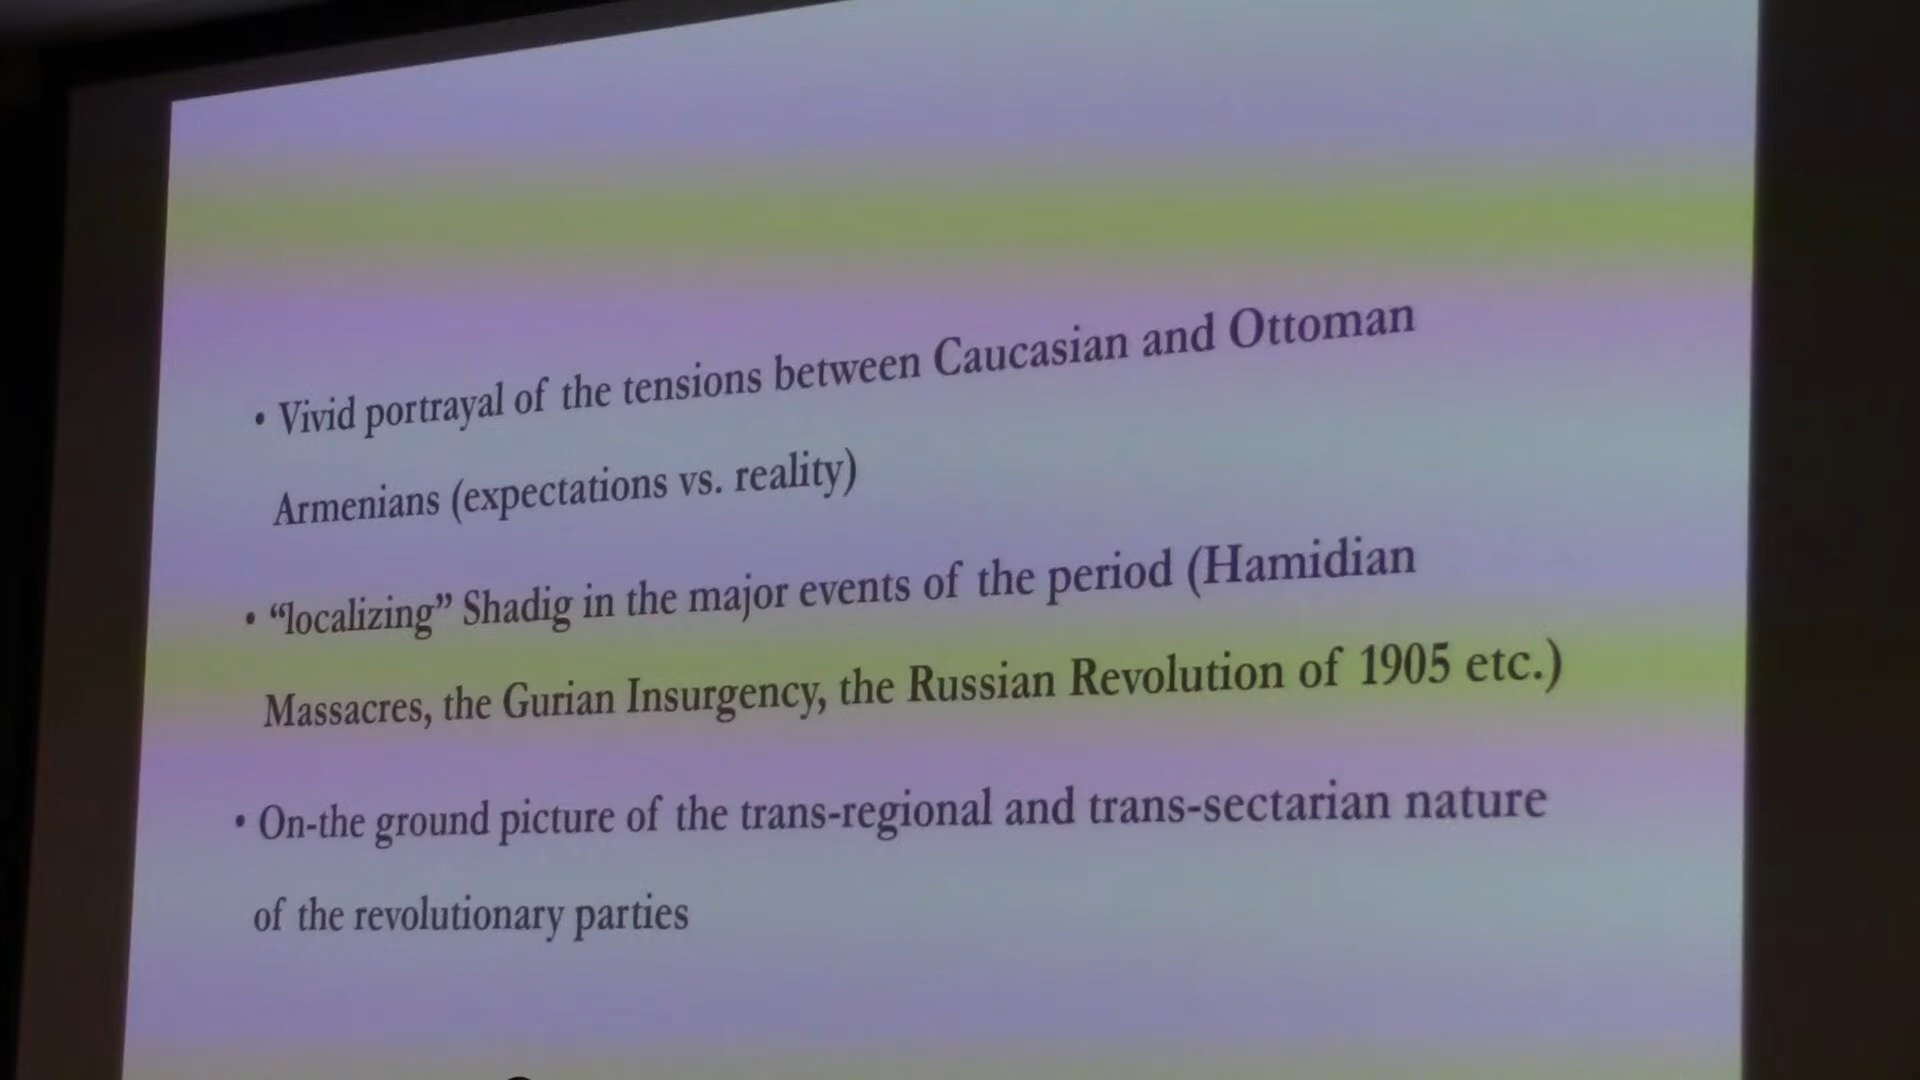 • Vivid portrayal of the tensions between Caucasian and Ottoman
Armenians (expectations vs. reality)
• “localizing” Shadig in the major events of the period (Hamidian
Massacres, the Gurian Insurgency, the Russian Revolution of 1905 etc.)
• On-the ground picture of the trans-regional and trans-sectarian nature
of the revolutionary parties